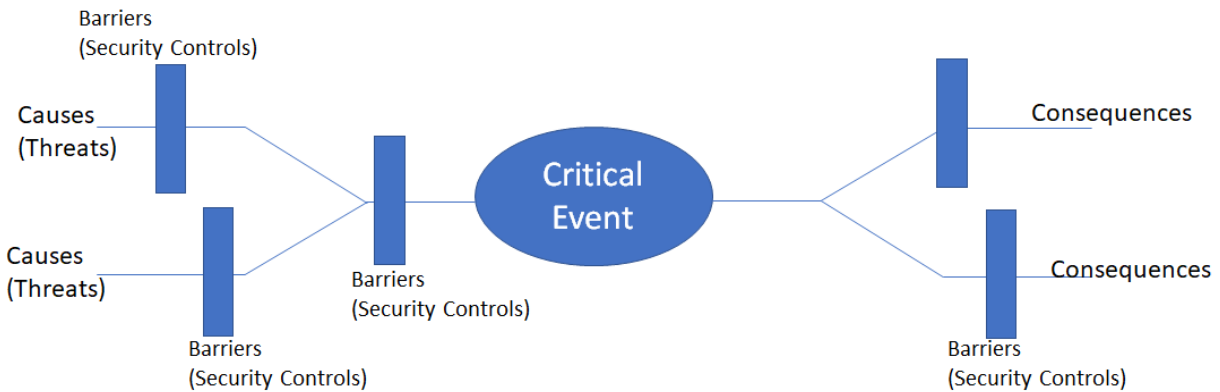 Barriers
(Security Controls)
Causes
(Threats)
Consequences
Critical
Event
Causes
(Threats)
Barriers
(Security Controls)
Consequences
Barriers
(Security Controls)
Barriers
(Security Controls)